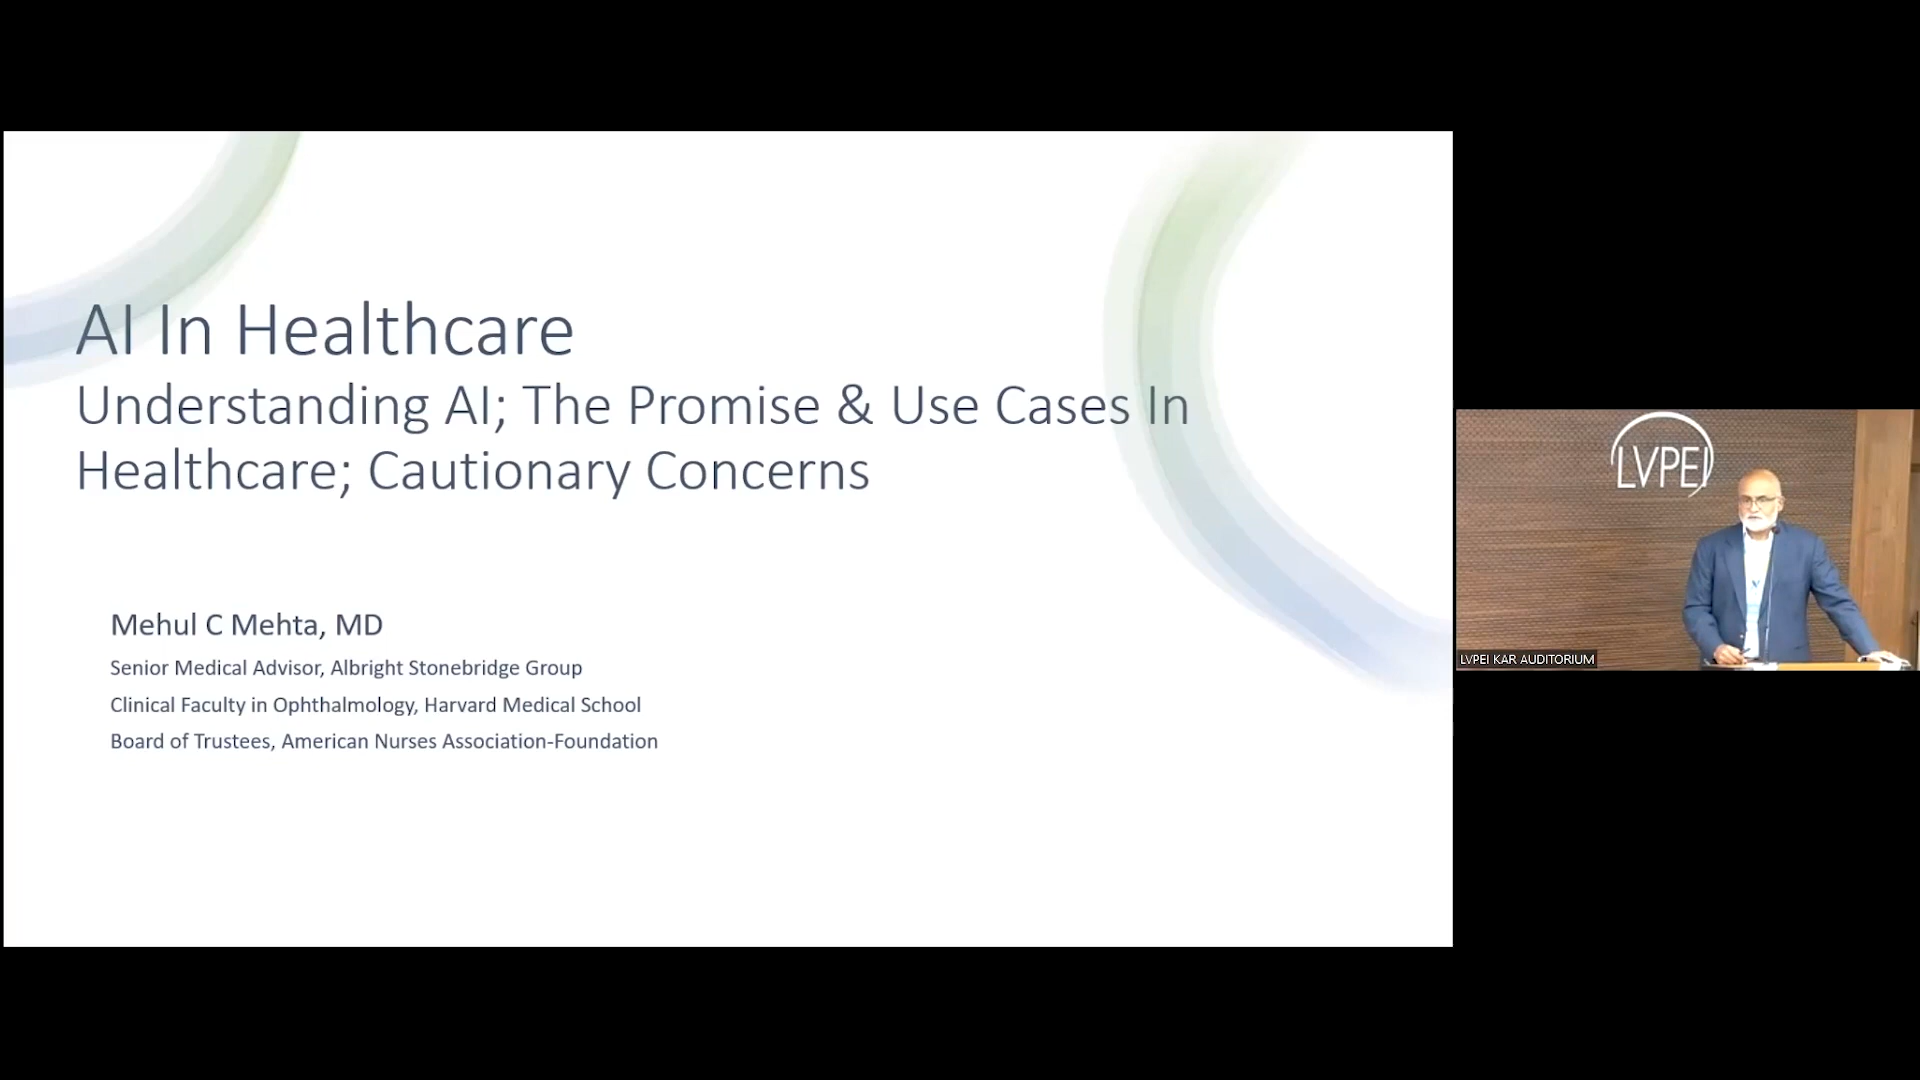 AI In Healthcare
Understanding AI; The Promise & Use Cases In
Healthcare; Cautionary Concerns
Mehul C Mehta, MD
Senior Medical Advisor, Albright Stonebridge Group
Clinical Faculty in Ophthalmology, Harvard Medical School
Board of Trustees, American Nurses Association-Foundation
LVPEI
LVPEI KAR AUDITORIUM